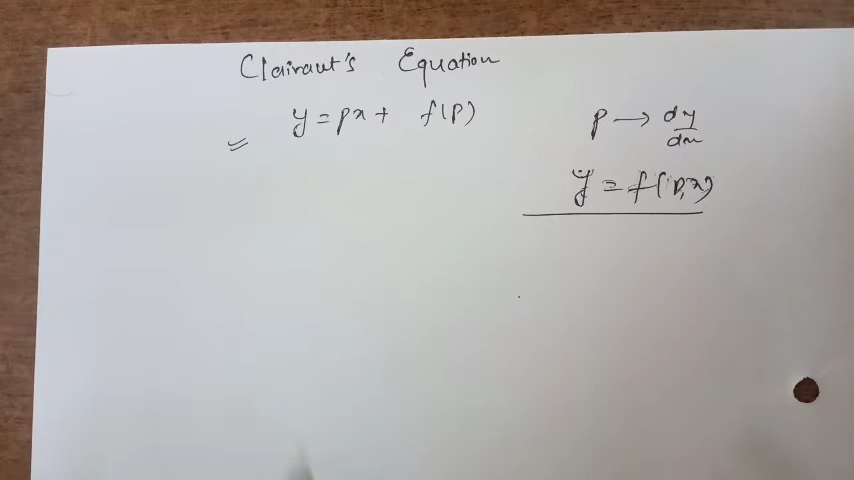 Clairaut's Equation
y = px + f(p)
p → dy/dx
y = f(p,x)